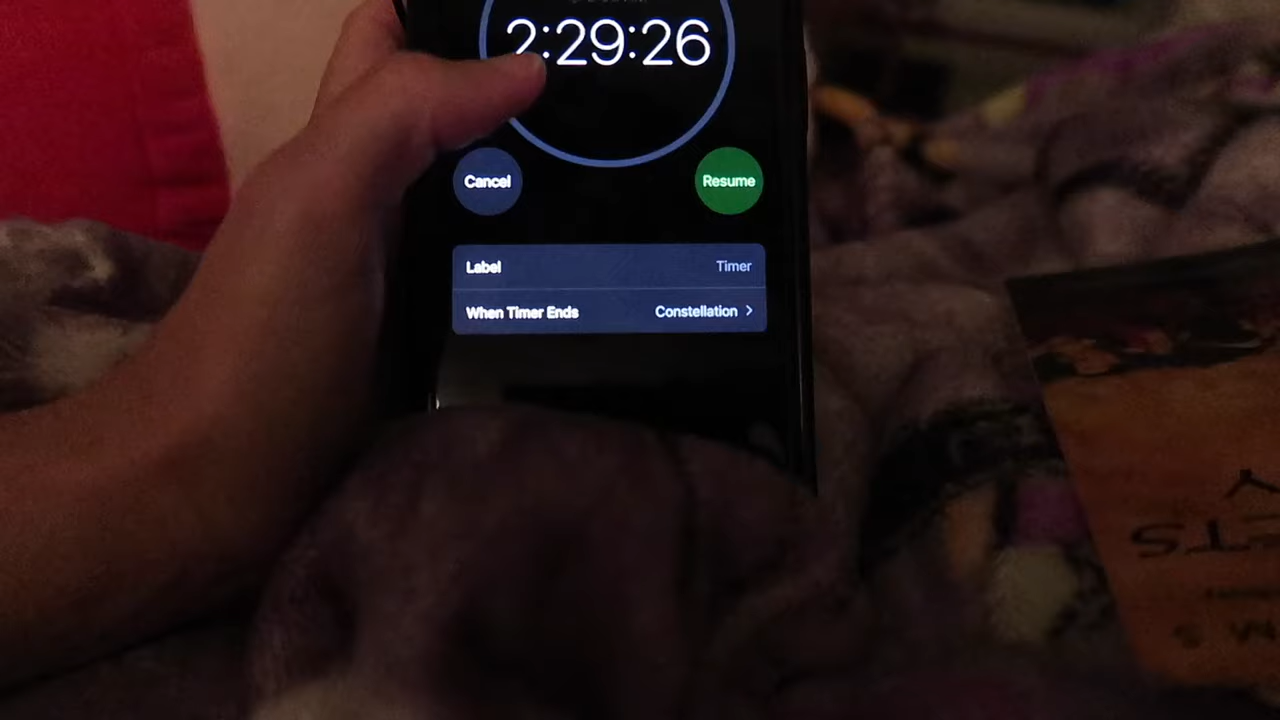 2:29:26
Cancel
Resume
Label
Timer
When Timer Ends
Constellation